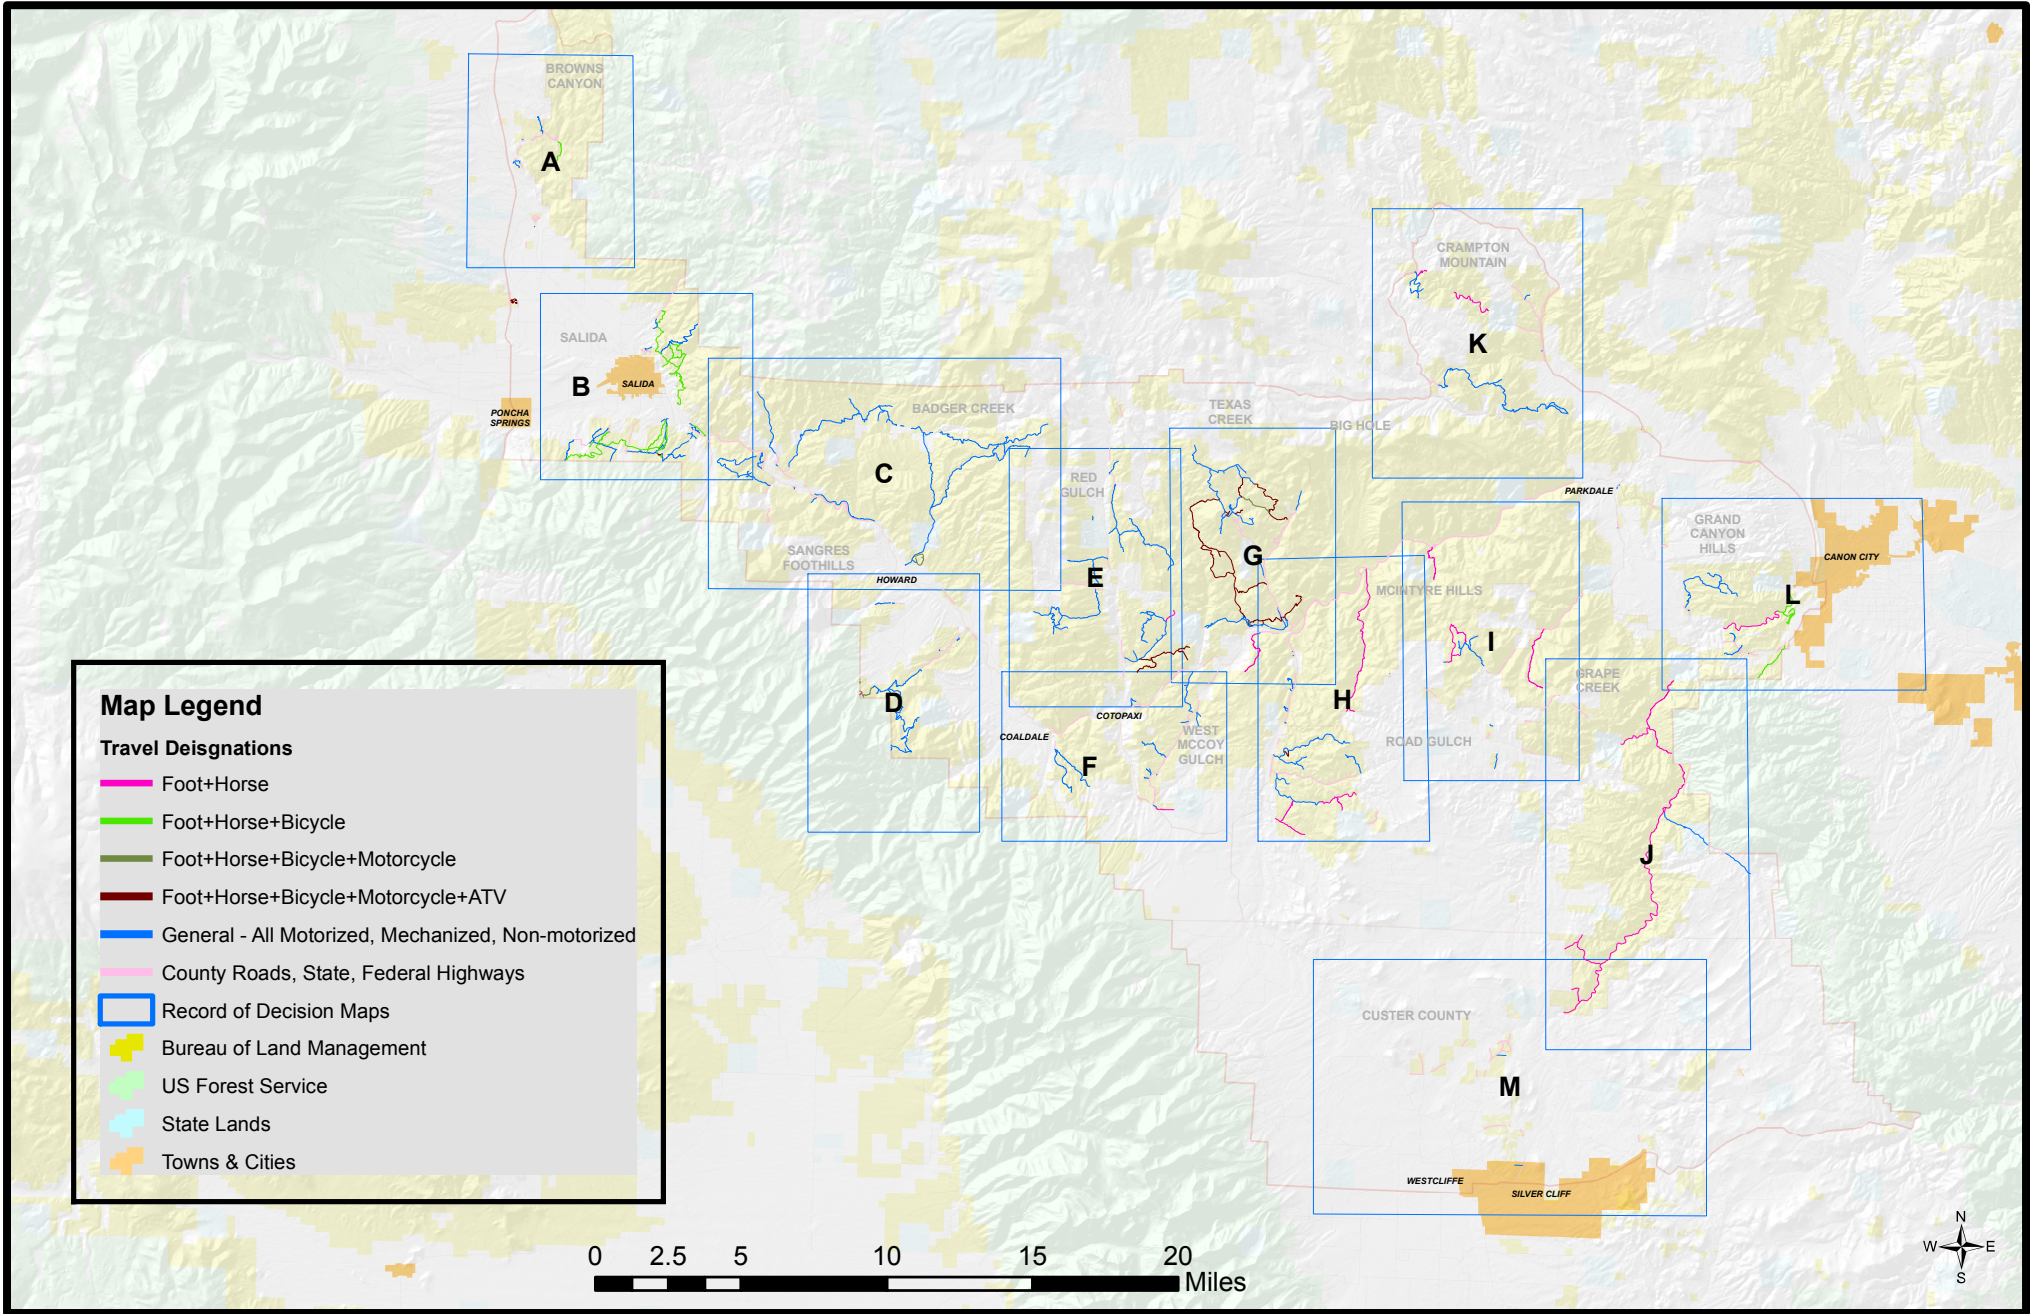 BROWNS
CANYON
A
SALIDA
B
SALIDA
PONCHA
SPRINGS
BADGER CREEK
C
SANGRES
FOOTHILLS
HOWARD
TEXAS
CREEK
BIG HOLE
CRAMPTON
MOUNTAIN
K
RED
GULCH
E
G
PARKDALE
GRAND
CANYON
HILLS
CANON CITY
L
MCINTYRE HILLS
I
D
H
GRAPE
CREEK
COTOPAXI
COALDALE
WEST
MCCOY
GULCH
F
ROAD GULCH
J
CUSTER COUNTY
M
WESTCLIFFE
SILVER CLIFF
Map Legend
Travel Deisgnations
Foot+Horse
Foot+Horse+Bicycle
Foot+Horse+Bicycle+Motorcycle
Foot+Horse+Bicycle+Motorcycle+ATV
General - All Motorized, Mechanized, Non-motorized
County Roads, State, Federal Highways
Record of Decision Maps
Bureau of Land Management
US Forest Service
State Lands
Towns & Cities
0 2.5 5 10 15 20
Miles
N
W E
S